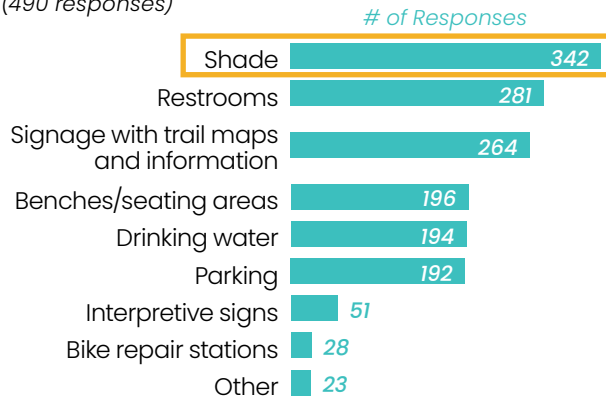 (490 responses)
# of Responses
Shade 342
Restrooms 281
Signage with trail maps
and information 264
Benches/seating areas 196
Drinking water 194
Parking 192
Interpretive signs 51
Bike repair stations 28
Other 23